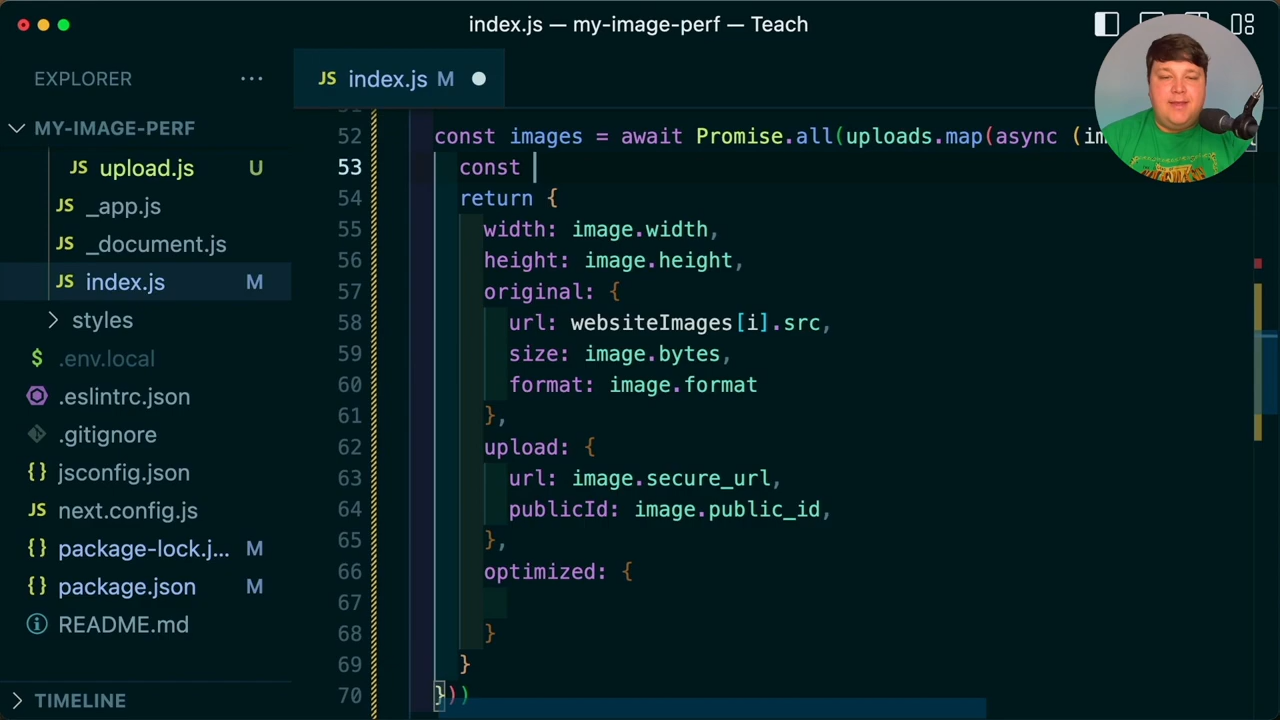 index.js — my-image-perf — Teach
EXPLORER ...
MY-IMAGE-PERF
JS upload.js U
JS _app.js
JS _document.js
JS index.js M
styles
$ .env.local
.eslintrc.json
.gitignore
{} jsconfig.json
JS next.config.js
{} package-lock.j... M
{} package.json M
README.md
TIMELINE
JS index.js M
52 const images = await Promise.all(uploads.map(async (
53 const
54 return {
55 width: image.width,
56 height: image.height,
57 original: {
58 url: websiteImages[i].src,
59 size: image.bytes,
60 format: image.format
61 },
62 upload: {
63 url: image.secure_url,
64 publicId: image.public_id,
65 },
66 optimized: {
67
68 }
69 }
70 }))